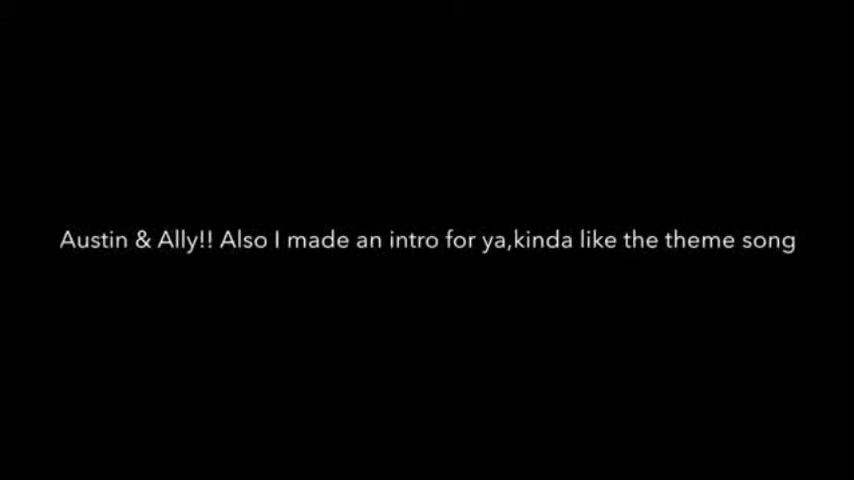 Austin & Ally!! Also I made an intro for ya,kinda like the theme song